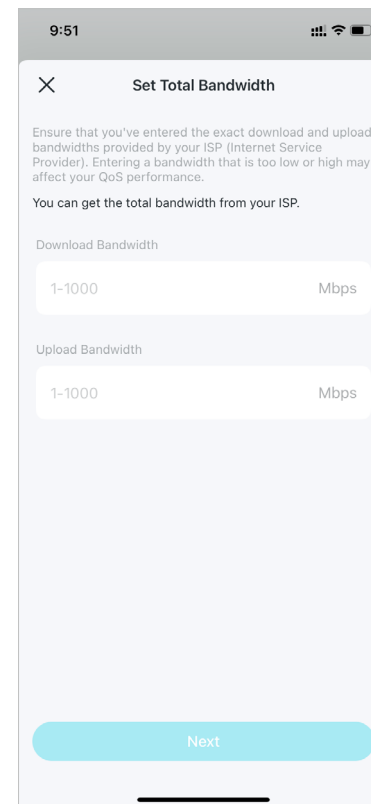 9:51
Set Total Bandwidth
Ensure that you've entered the exact download and upload
bandwidths provided by your ISP (Internet Service
Provider). Entering a bandwidth that is too low or high may
affect your QoS performance.
You can get the total bandwidth from your ISP.
Download Bandwidth
1-1000 Mbps
Upload Bandwidth
1-1000 Mbps
Next